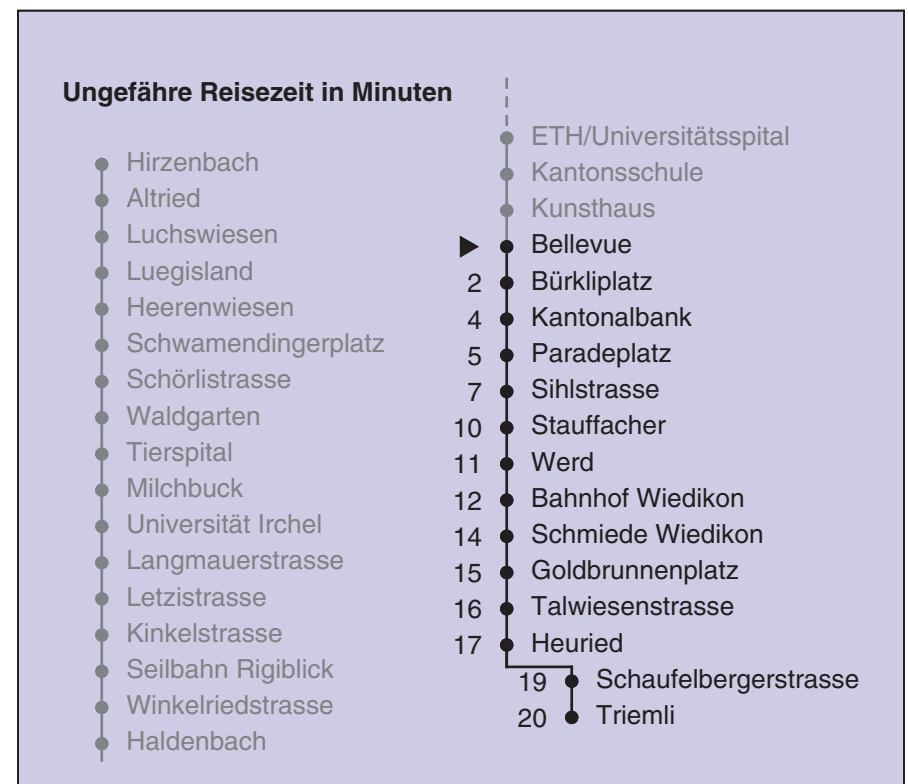 Ungefähre Reisezeit in Minuten
Hirzenbach
Altried
Luchswiesen
Luegisland
Heerenwiesen
Schwamendingerplatz
Schörlistrasse
Waldgarten
Tierspital
Milchbuck
Universität Irchel
Langmauerstrasse
Letzistrasse
Kinkelstrasse
Seilbahn Rigiblick
Winkelriedstrasse
Haldenbach
ETH/Universitätsspital
Kantonsschule
Kunsthaus
Bellevue
2 Bürkliplatz
4 Kantonalbank
5 Paradeplatz
7 Sihlstrasse
10 Stauffacher
11 Werd
12 Bahnhof Wiedikon
14 Schmiede Wiedikon
15 Goldbrunnenplatz
16 Talwiesenstrasse
17 Heuried
19 Schaufelbergerstrasse
20 Triemli